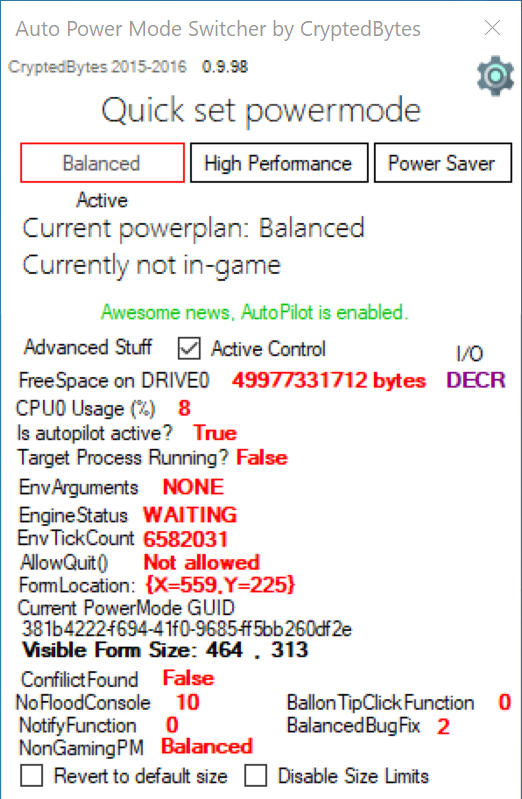 Auto Power Mode Switcher by CryptedBytes
CryptedBytes 2015-2016 0.9.98
Quick set powermode
Balanced High Performance Power Saver
Active
Current powerplan: Balanced
Currently not in-game
Awesome news, AutoPilot is enabled.
Advanced Stuff Active Control I/O
FreeSpace on DRIVE0 49977331712 bytes DECR
CPU0 Usage (%) 8
Is autopilot active? True
Target Process Running? False
EnvArguments NONE
EngineStatus WAITING
EnvTickCount 6582031
AllowQuit() Not allowed
FormLocation: {X=559,Y=225}
Current PowerMode GUID
381b4222-f694-41f0-9685-ff5bb260df2e
Visible Form Size: 464 , 313
ConflictFound False
NoFloodConsole 10 BallonTipClickFunction 0
NotifyFunction 0 BalancedBugFix 2
NonGamingPM Balanced
Revert to default size Disable Size Limits